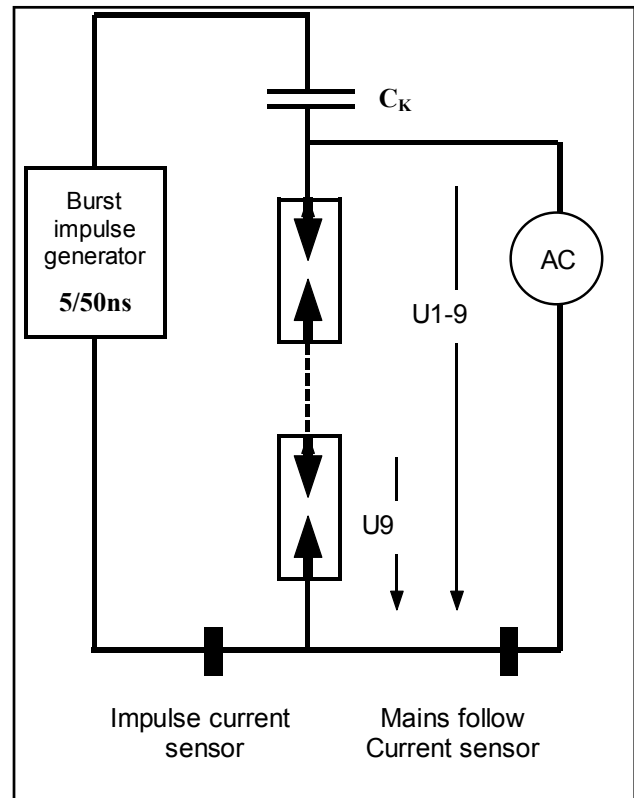 C_K
Burst
impulse
generator
5/50ns
AC
U1-9
U9
Impulse current
sensor
Mains follow
Current sensor